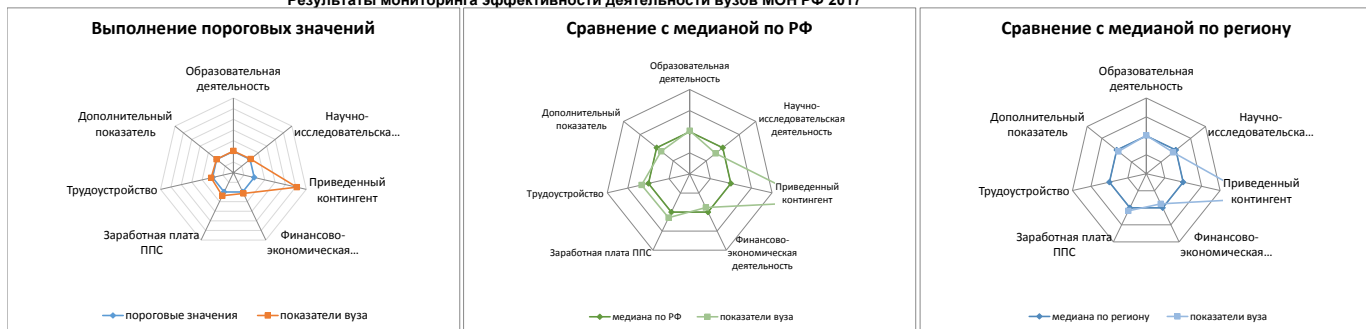 Результаты мониторинга эффективности деятельности вузов МОН РФ 2017
Выполнение пороговых значений
Образовательная
деятельность
Научно-
исследовательска...
Приведенный
контингент
Финансово-
экономическая...
Заработная плата
ППС
Трудоустройство
Дополнительный
показатель
пороговые значения
показатели вуза
Сравнение с медианой по РФ
Образовательная
деятельность
Научно-
исследовательская
деятельность
Приведенный
контингент
Финансово-
экономическая
деятельность
Заработная плата ППС
Трудоустройство
Дополнительный
показатель
медиана по РФ
показатели вуза
Сравнение с медианой по региону
Образовательная
деятельность
Научно-
исследовательска...
Приведенный
контингент
Финансово-
экономическая...
Заработная плата
ППС
Трудоустройство
Дополнительный
показатель
медиана по региону
показатели вуза